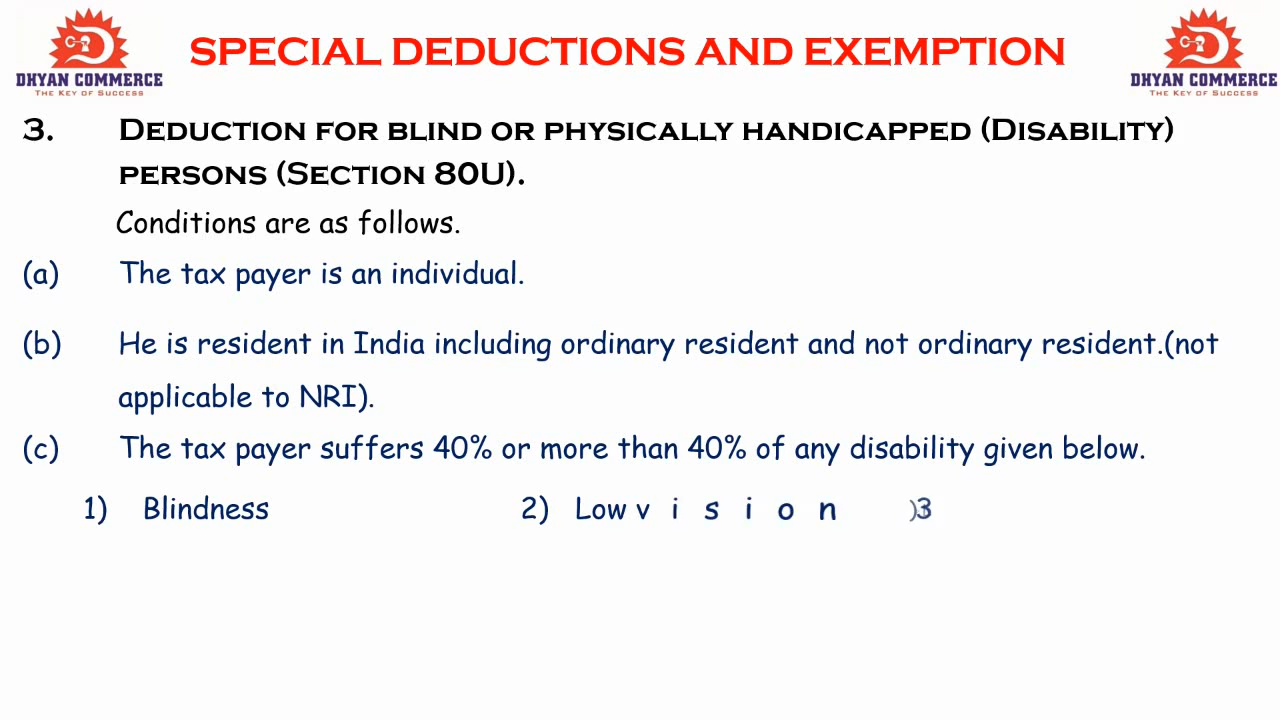 SPECIAL DEDUCTIONS AND EXEMPTION
DHYAN COMMERCE
The Key of Success
DHYAN COMMERCE
The Key of Success
3. Deduction for blind or physically handicapped (Disability)
persons (Section 80U).
Conditions are as follows.
(a) The tax payer is an individual.
(b) He is resident in India including ordinary resident and not ordinary resident.(not
applicable to NRI).
(c) The tax payer suffers 40% or more than 40% of any disability given below.
1) Blindness 2) Low v i s i o n